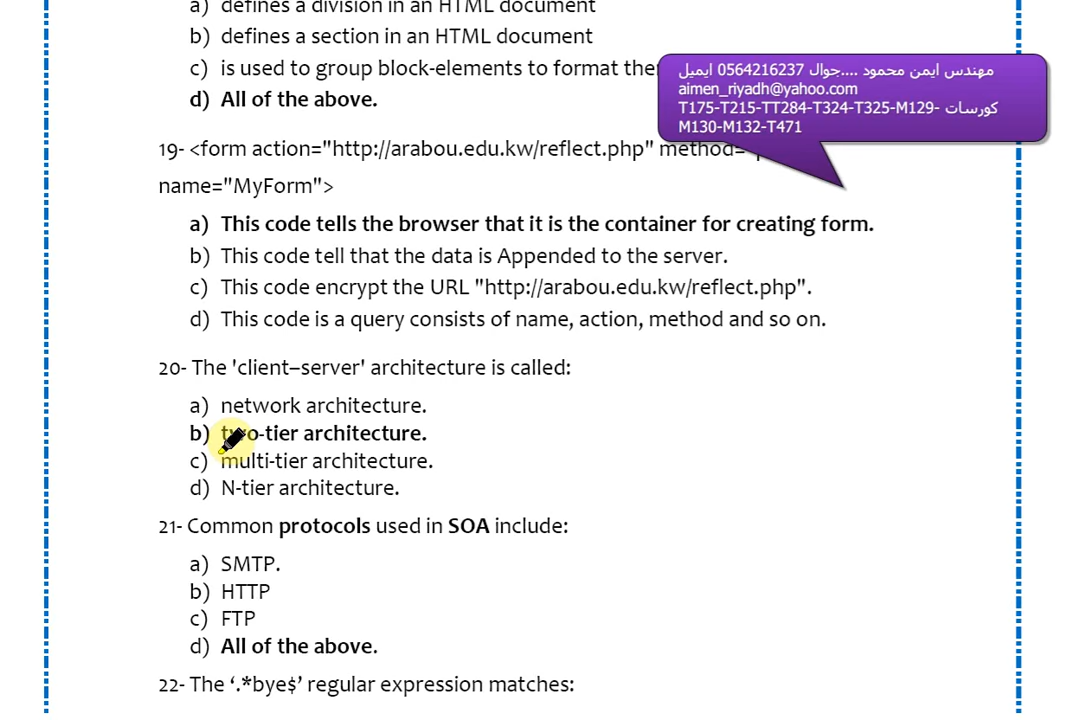 a) defines a division in an HTML document
b) defines a section in an HTML document
c) is used to group block-elements to format
d) All of the above.
مهندس ايمن محمود ....جوال 0564216237 ايميل
aimen_riyadh@yahoo.com
كورسات T175-T215-TT284-T324-T325-M129-
M130-M132-T471
19- <form action="http://arabou.edu.kw/reflect.php" method=
name="MyForm">
a) This code tells the browser that it is the container for creating form.
b) This code tell that the data is Appended to the server.
c) This code encrypt the URL "http://arabou.edu.kw/reflect.php".
d) This code is a query consists of name, action, method and so on.
20- The 'client–server' architecture is called:
a) network architecture.
b) two-tier architecture.
c) multi-tier architecture.
d) N-tier architecture.
21- Common protocols used in SOA include:
a) SMTP.
b) HTTP
c) FTP
d) All of the above.
22- The ‘.*bye$’ regular expression matches: